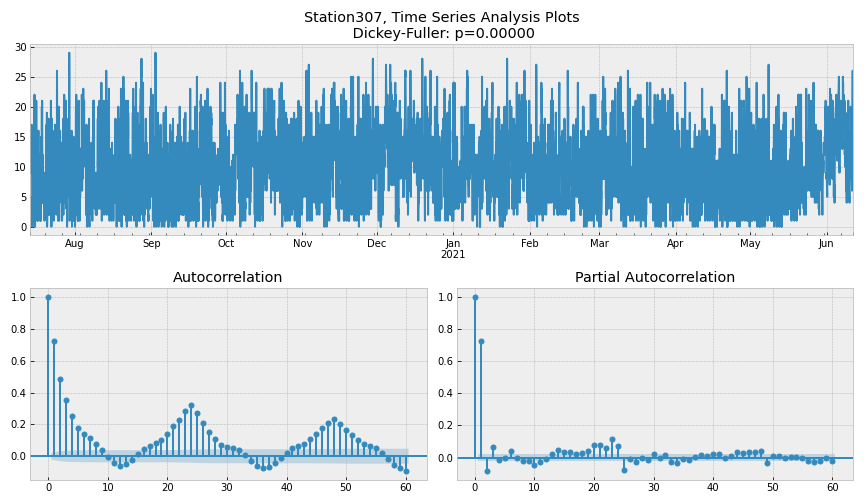 Station307, Time Series Analysis Plots
Dickey-Fuller: p=0.00000
30
25
20
15
10
5
0
Aug Sep Oct Nov Dec Jan Feb Mar Apr May Jun
2021
Autocorrelation Partial Autocorrelation
1.0 1.0
0.8 0.8
0.6 0.6
0.4 0.4
0.2 0.2
0.0 0.0
0 10 20 30 40 50 60 0 10 20 30 40 50 60